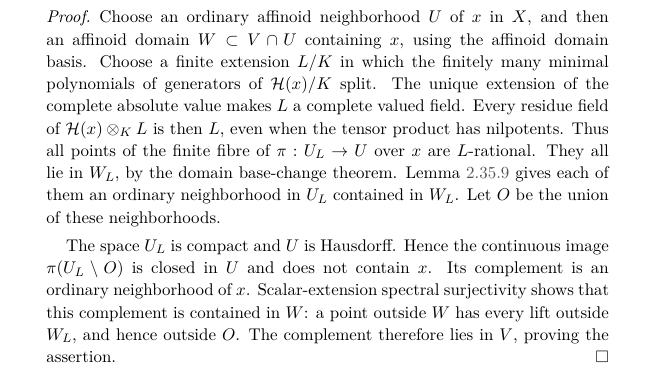 Proof. Choose an ordinary affinoid neighborhood U of x in X, and then
an affinoid domain W ⊂ V ∩ U containing x, using the affinoid domain
basis. Choose a finite extension L/K in which the finitely many minimal
polynomials of generators of ℋ(x)/K split. The unique extension of the
complete absolute value makes L a complete valued field. Every residue field
of ℋ(x) ⊗_K L is then L, even when the tensor product has nilpotents. Thus
all points of the finite fibre of π : U_L → U over x are L-rational. They all
lie in W_L, by the domain base-change theorem. Lemma 2.35.9 gives each of
them an ordinary neighborhood in U_L contained in W_L. Let O be the union
of these neighborhoods.
The space U_L is compact and U is Hausdorff. Hence the continuous image
π(U_L \ O) is closed in U and does not contain x. Its complement is an
ordinary neighborhood of x. Scalar-extension spectral surjectivity shows that
this complement is contained in W: a point outside W has every lift outside
W_L, and hence outside O. The complement therefore lies in V, proving the
assertion. □